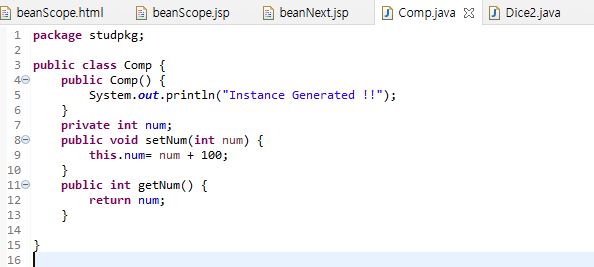 beanScope.html beanScope.jsp beanNext.jsp Comp.java Dice2.java
1 package studpkg;
2
3 public class Comp {
4 public Comp() {
5 System.out.println("Instance Generated !!");
6 }
7 private int num;
8 public void setNum(int num) {
9 this.num= num + 100;
10 }
11 public int getNum() {
12 return num;
13 }
14
15 }
16